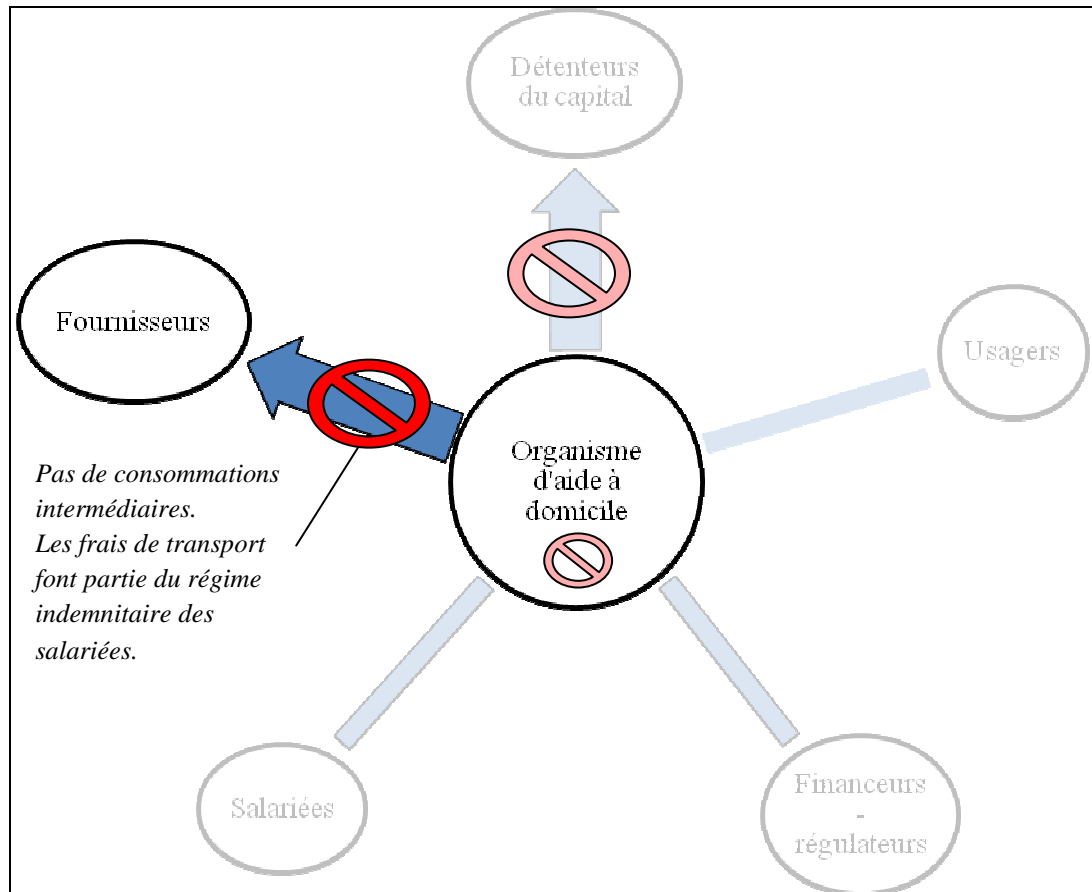 Détenteurs
du capital
Fournisseurs
Usagers
Organisme
d'aide à
domicile
Pas de consommations
intermédiaires.
Les frais de transport
font partie du régime
indemnitaire des
salariées.
Salariées
Financeurs
-
régulateurs